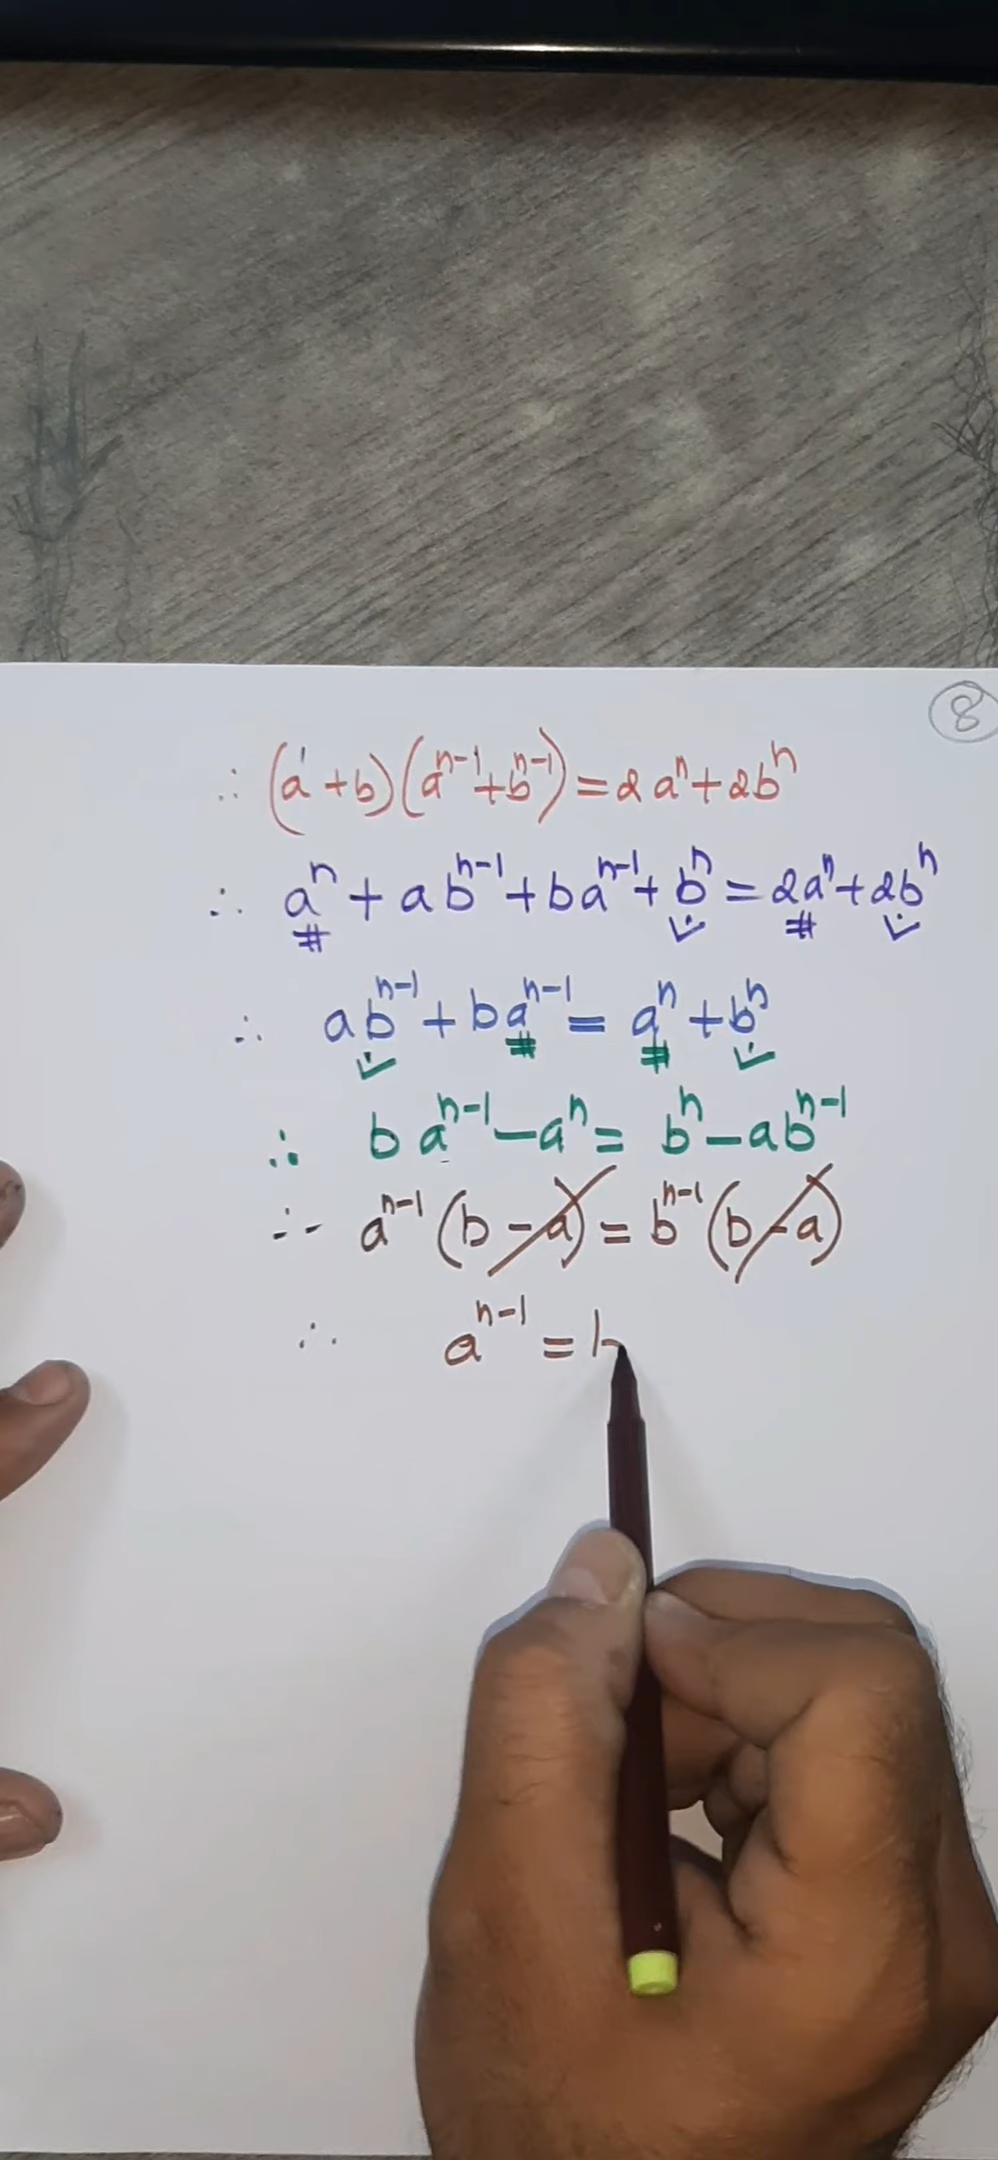 8
∴ (a¹ + b)(aⁿ⁻¹ + bⁿ⁻¹) = 2aⁿ + 2bⁿ
∴ aⁿ + abⁿ⁻¹ + baⁿ⁻¹ + bⁿ = 2aⁿ + 2bⁿ
∴ abⁿ⁻¹ + baⁿ⁻¹ = aⁿ + bⁿ
∴ baⁿ⁻¹ - aⁿ = bⁿ - abⁿ⁻¹
∴ aⁿ⁻¹(b - a) = bⁿ⁻¹(b - a)
∴ aⁿ⁻¹ =